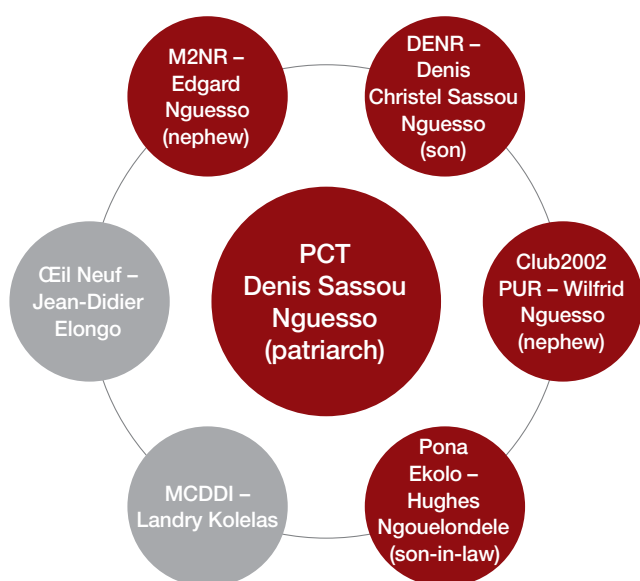 M2NR –
Edgard
Nguesso
(nephew)
DENR –
Denis
Christel Sassou
Nguesso
(son)
Œil Neuf –
Jean-Didier
Elongo
PCT
Denis Sassou
Nguesso
(patriarch)
Club2002
PUR – Wilfrid
Nguesso
(nephew)
MCDDI –
Landry Kolelas
Pona
Ekolo –
Hughes
Ngouelondele
(son-in-law)